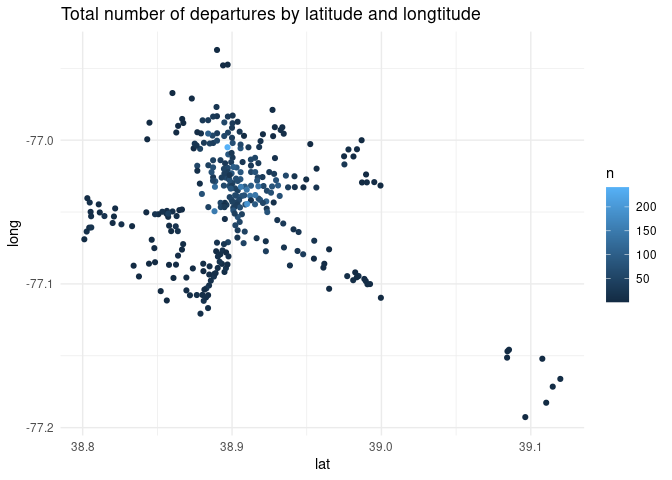 Total number of departures by latitude and longtitude
-77.0
-77.1
-77.2
long
38.8
38.9
39.0
39.1
lat
n
200
150
100
50